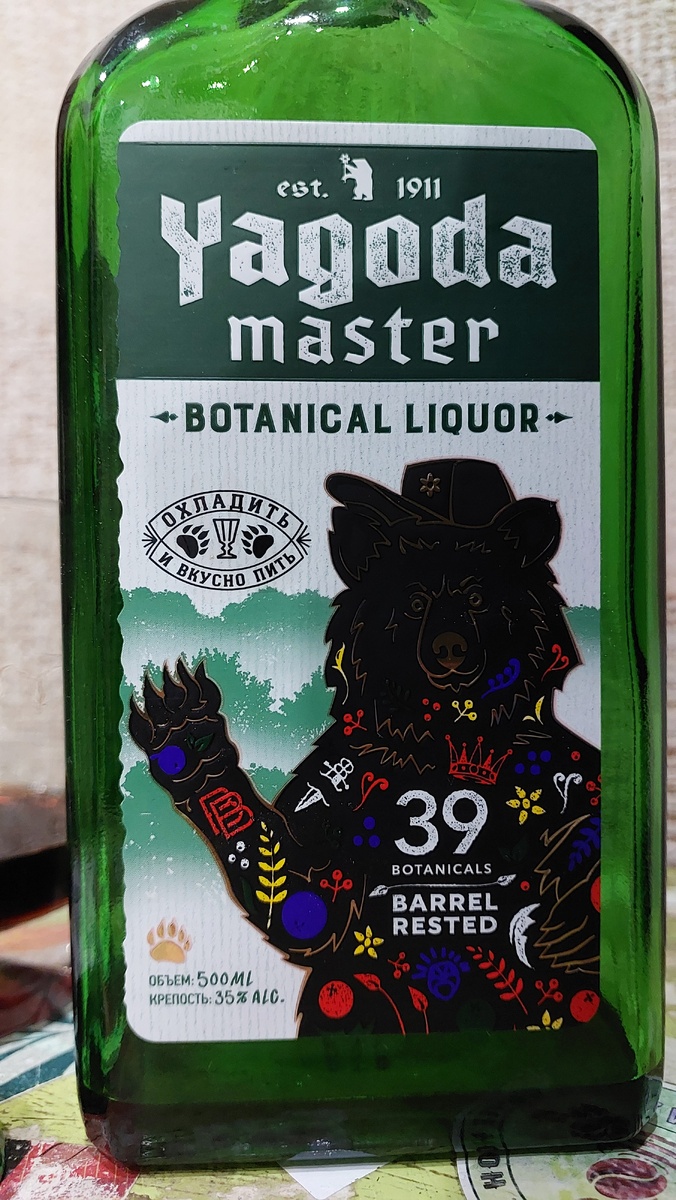 est. 1911
Yagoda
master
BOTANICAL LIQUOR
ОХЛАДИТЬ
И ВКУСНО ПИТЬ
39
BOTANICALS
BARREL
RESTED
ОБЪЕМ: 500ML
КРЕПОСТЬ: 35% ALC.